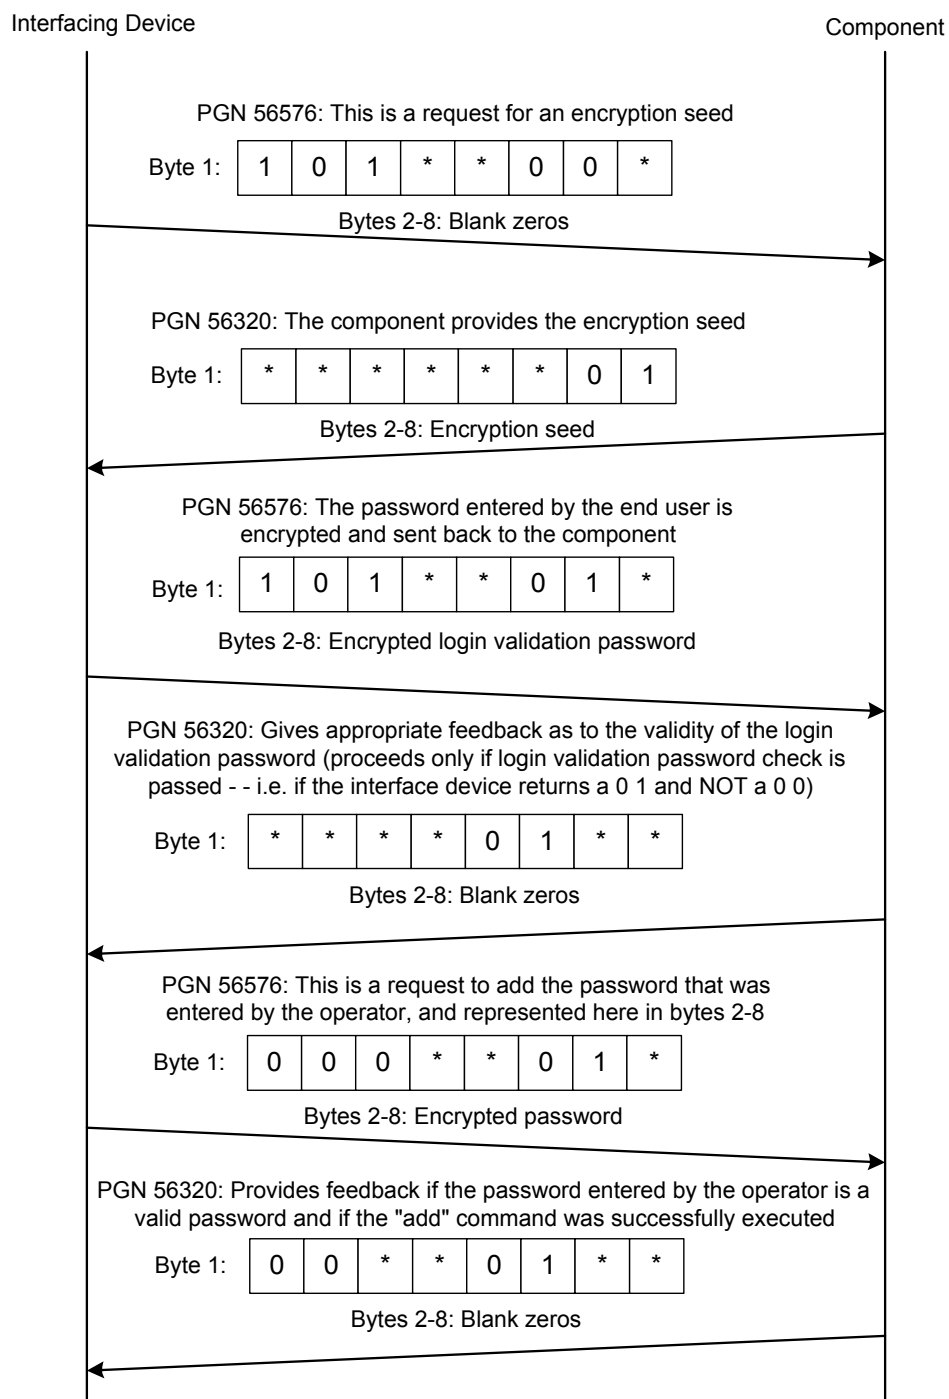 Interfacing Device
Component
PGN 56576: This is a request for an encryption seed
Byte 1: 1 0 1 * * 0 0 *
Bytes 2-8: Blank zeros
PGN 56320: The component provides the encryption seed
Byte 1: * * * * * * 0 1
Bytes 2-8: Encryption seed
PGN 56576: The password entered by the end user is
encrypted and sent back to the component
Byte 1: 1 0 1 * * 0 1 *
Bytes 2-8: Encrypted login validation password
PGN 56320: Gives appropriate feedback as to the validity of the login
validation password (proceeds only if login validation password check is
passed - - i.e. if the interface device returns a 0 1 and NOT a 0 0)
Byte 1: * * * * 0 1 * *
Bytes 2-8: Blank zeros
PGN 56576: This is a request to add the password that was
entered by the operator, and represented here in bytes 2-8
Byte 1: 0 0 0 * * 0 1 *
Bytes 2-8: Encrypted password
PGN 56320: Provides feedback if the password entered by the operator is a
valid password and if the "add" command was successfully executed
Byte 1: 0 0 * * 0 1 * *
Bytes 2-8: Blank zeros